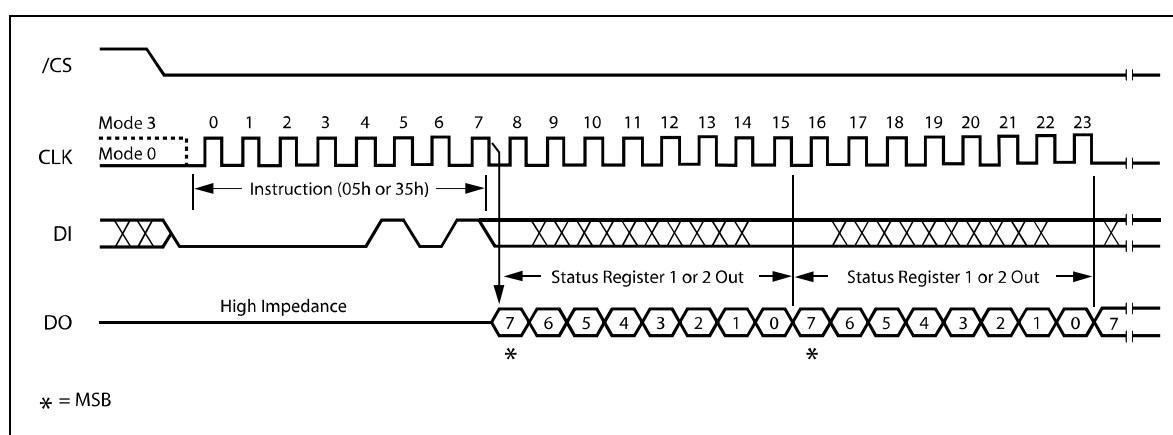 /CS
Mode 3
0 1 2 3 4 5 6 7 8 9 10 11 12 13 14 15 16 17 18 19 20 21 22 23
CLK
Mode 0
Instruction (05h or 35h)
DI
Status Register 1 or 2 Out
Status Register 1 or 2 Out
High Impedance
DO
7 6 5 4 3 2 1 0 7 6 5 4 3 2 1 0 7
* *
* = MSB